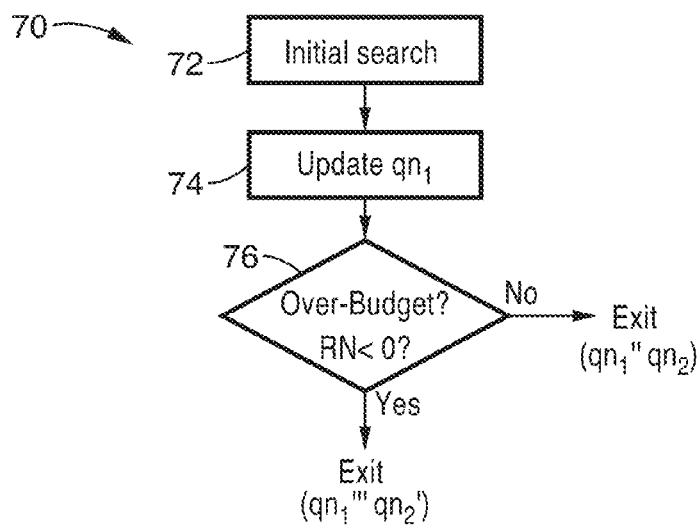 70
72
Initial search
74
Update qn₁
76
Over-Budget?
RN< 0?
No
Exit
(qn₁" qn₂)
Yes
Exit
(qn₁'" qn₂')